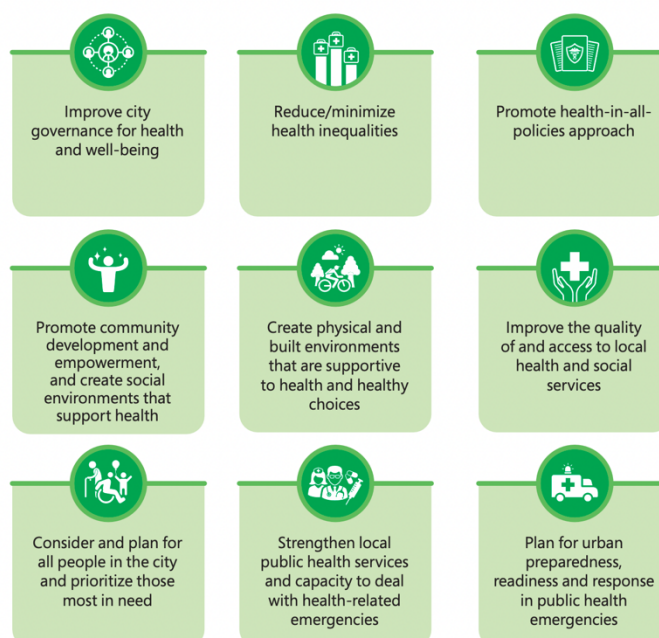 Improve city
governance for health
and well-being
Reduce/minimize
health inequalities
Promote health-in-all-
policies approach
Promote community
development and
empowerment,
and create social
environments that
support health
Create physical and
built environments
that are supportive
to health and healthy
choices
Improve the quality
of and access to local
health and social
services
Consider and plan for
all people in the city
and prioritize those
most in need
Strengthen local
public health services
and capacity to deal
with health-related
emergencies
Plan for urban
preparedness,
readiness and response
in public health
emergencies